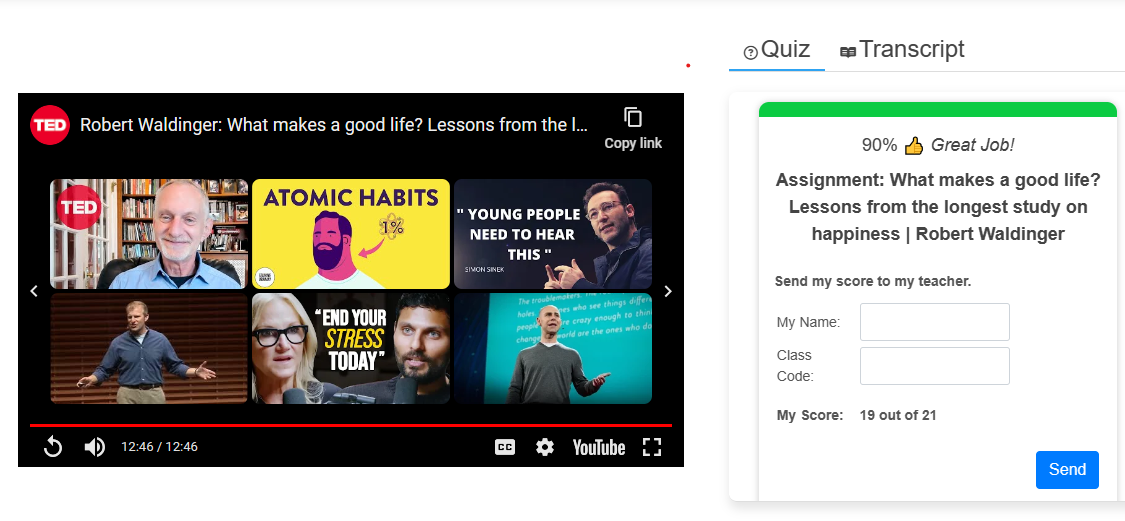 Quiz
Transcript
TED
Robert Waldinger: What makes a good life? Lessons from the l...
Copy link
TED
ATOMIC HABITS
1%
" YOUNG PEOPLE
NEED TO HEAR
THIS "
SIMON SINEK
"END YOUR
STRESS
TODAY"
The troublemakers.
who see things
are crazy enough to
world are the ones who do
12:46 / 12:46
CC
YouTube
90% 👍 Great Job!
Assignment: What makes a good life?
Lessons from the longest study on
happiness | Robert Waldinger
Send my score to my teacher.
My Name:
Class
Code:
My Score: 19 out of 21
Send